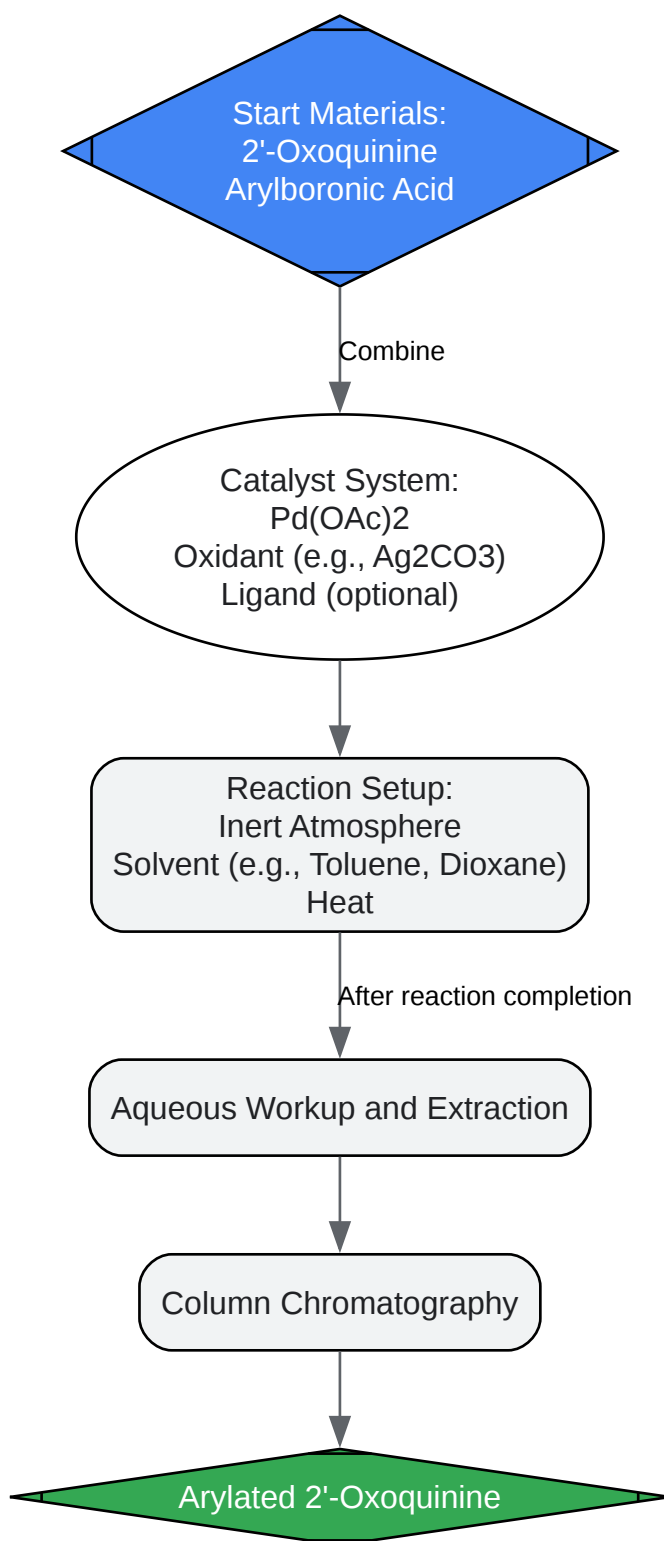 Start Materials:
2'-Oxoquinine
Arylboronic Acid
Combine
Catalyst System:
Pd(OAc)2
Oxidant (e.g., Ag2CO3)
Ligand (optional)
Reaction Setup:
Inert Atmosphere
Solvent (e.g., Toluene, Dioxane)
Heat
After reaction completion
Aqueous Workup and Extraction
Column Chromatography
Arylated 2'-Oxoquinine